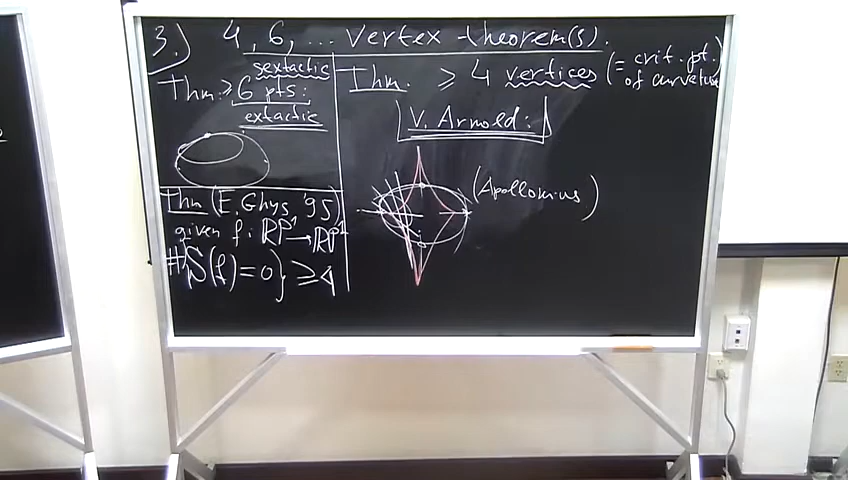 3.) 4, 6, ... Vertex theorem(s).
sextactic
Thm: ≥ 6 pts:
extactic
Thm (E. Ghys '95)
given f: RP¹ → RP¹
#{S(f) = 0} ≥ 4
Thm. ≥ 4 vertices (= crit. pt.
of curvature)
V. Arnold:
(Apollonius)